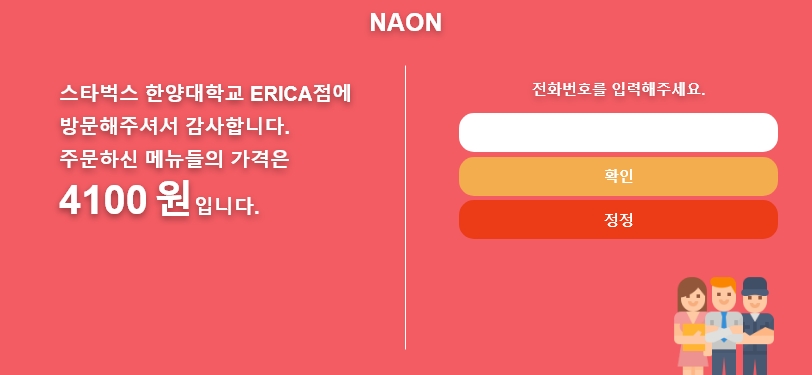 NAON
스타벅스 한양대학교 ERICA점에
방문해주셔서 감사합니다.
주문하신 메뉴들의 가격은
4100 원입니다.
전화번호를 입력해주세요.
확인
정정